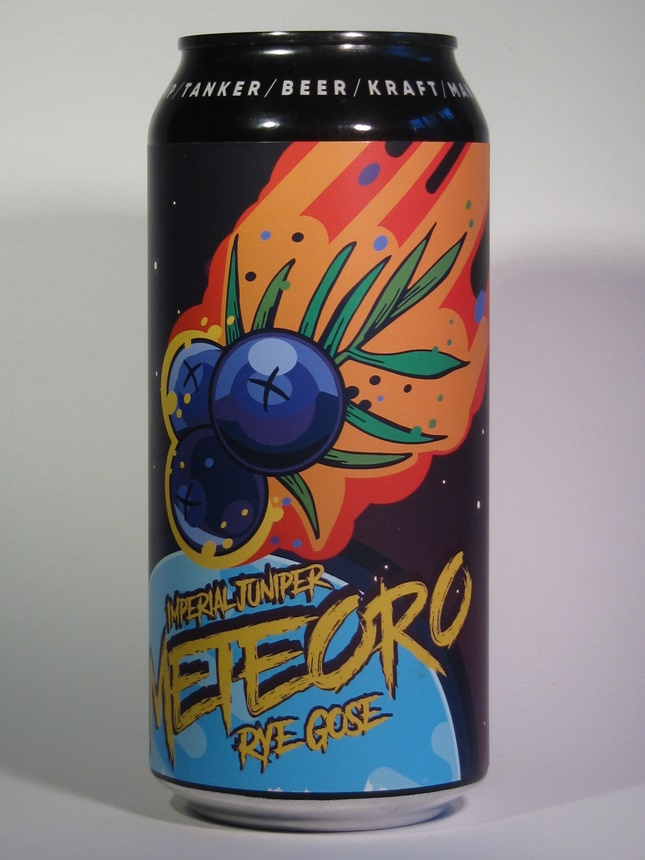 /TANKER/BEER/KRAFT/
IMPERIAL JUNIPER
METEORO
RYE GOSE